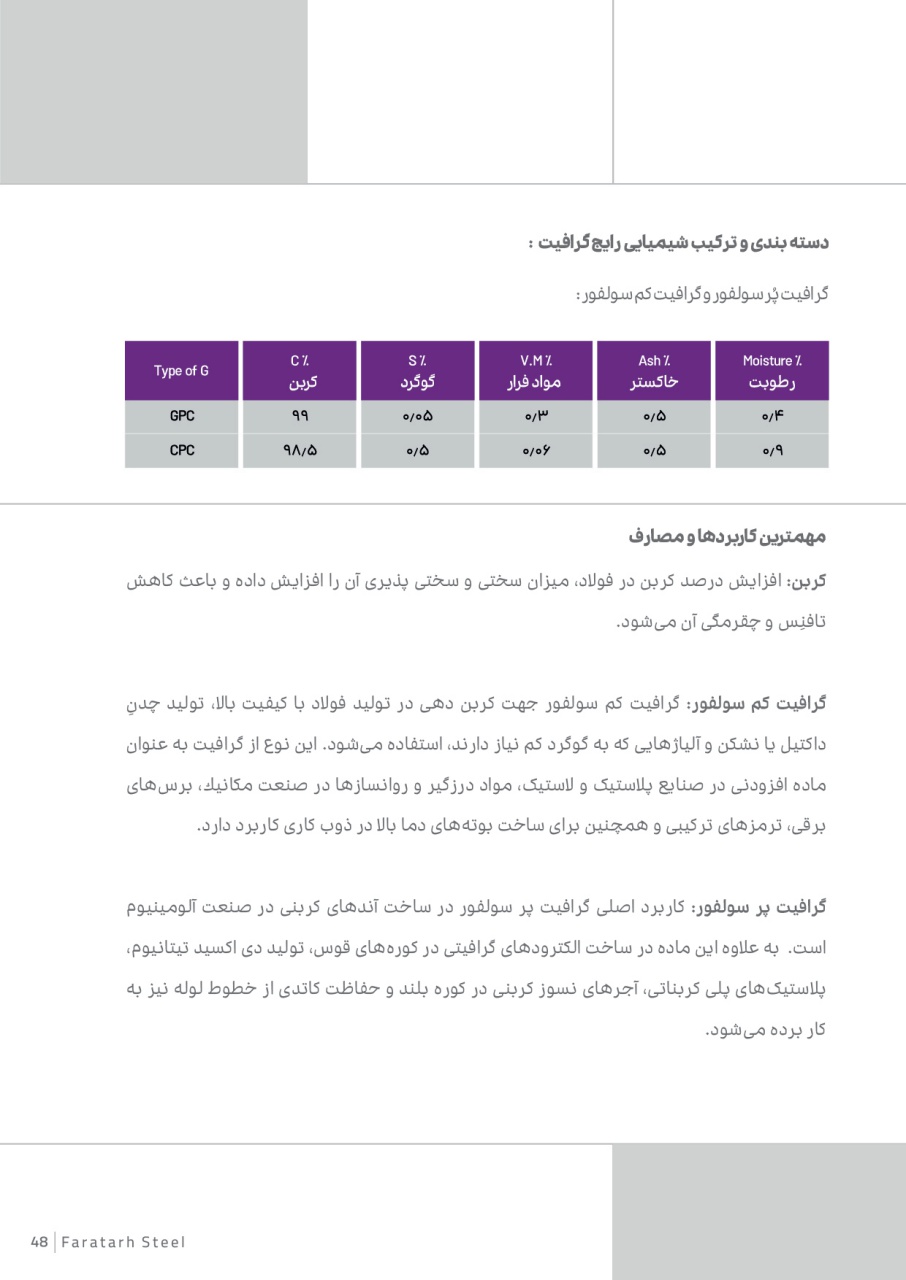 دسته بندی و ترکیب شیمیایی رایج گرافیت :
گرافیت پُر سولفور و گرافیت کم سولفور :
Type of G	C ٪ کربن	S ٪ گوگرد	V.M ٪ مواد فرار	Ash ٪ خاکستر	Moisture ٪ رطوبت
GPC	۹۹	۰٫۰۵	۰٫۳	۰٫۵	۰٫۴
CPC	۹۸٫۵	۰٫۵	۰٫۰۶	۰٫۵	۰٫۹
مهمترین کاربردها و مصارف
کربن: افزایش درصد کربن در فولاد، میزان سختی و سختی پذیری آن را افزایش داده و باعث کاهش
تافنِس و چقرمگی آن می‌شود.
گرافیت کم سولفور: گرافیت کم سولفور جهت کربن دهی در تولید فولاد با کیفیت بالا، تولید چدنِ
داکتیل یا نشکن و آلیاژهایی که به گوگرد کم نیاز دارند، استفاده می‌شود. این نوع از گرافیت به عنوان
ماده افزودنی در صنایع پلاستیک و لاستیک، مواد درزگیر و روانسازها در صنعت مکانیك، برس‌های
برقی، ترمزهای ترکیبی و همچنین برای ساخت بوته‌های دما بالا در ذوب کاری کاربرد دارد.
گرافیت پر سولفور: کاربرد اصلی گرافیت پر سولفور در ساخت آندهای کربنی در صنعت آلومینیوم
است. به علاوه این ماده در ساخت الکترودهای گرافیتی در کوره‌های قوس، تولید دی اکسید تیتانیوم،
پلاستیک‌های پلی کربناتی، آجرهای نسوز کربنی در کوره بلند و حفاظت کاتدی از خطوط لوله نیز به
کار برده می‌شود.
48 | Faratarh Steel